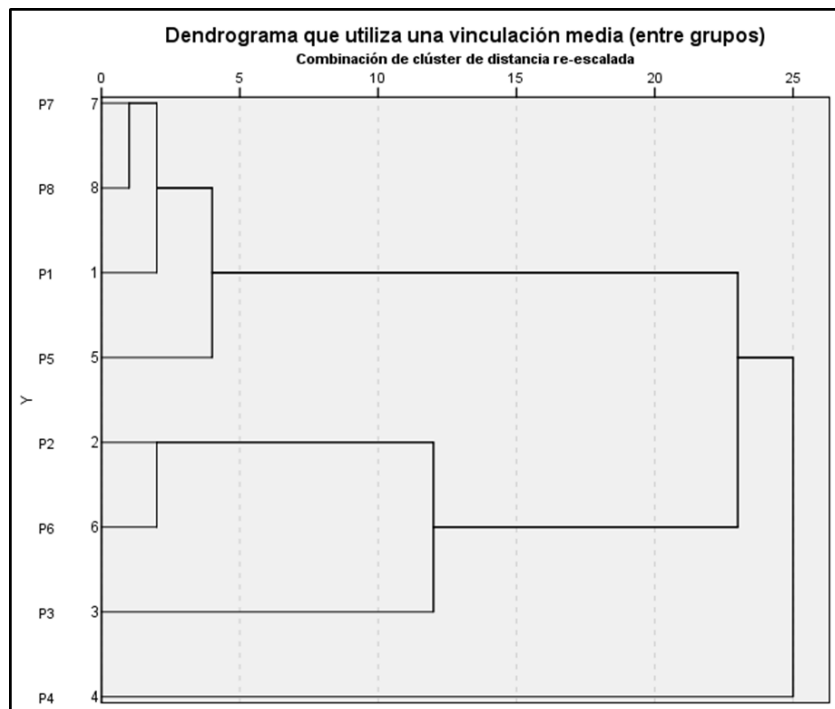 Dendrograma que utiliza una vinculación media (entre grupos)
Combinación de clúster de distancia re-escalada
0 5 10 15 20 25
P7 7
P8 8
P1 1
P5 5
Y
P2 2
P6 6
P3 3
P4 4